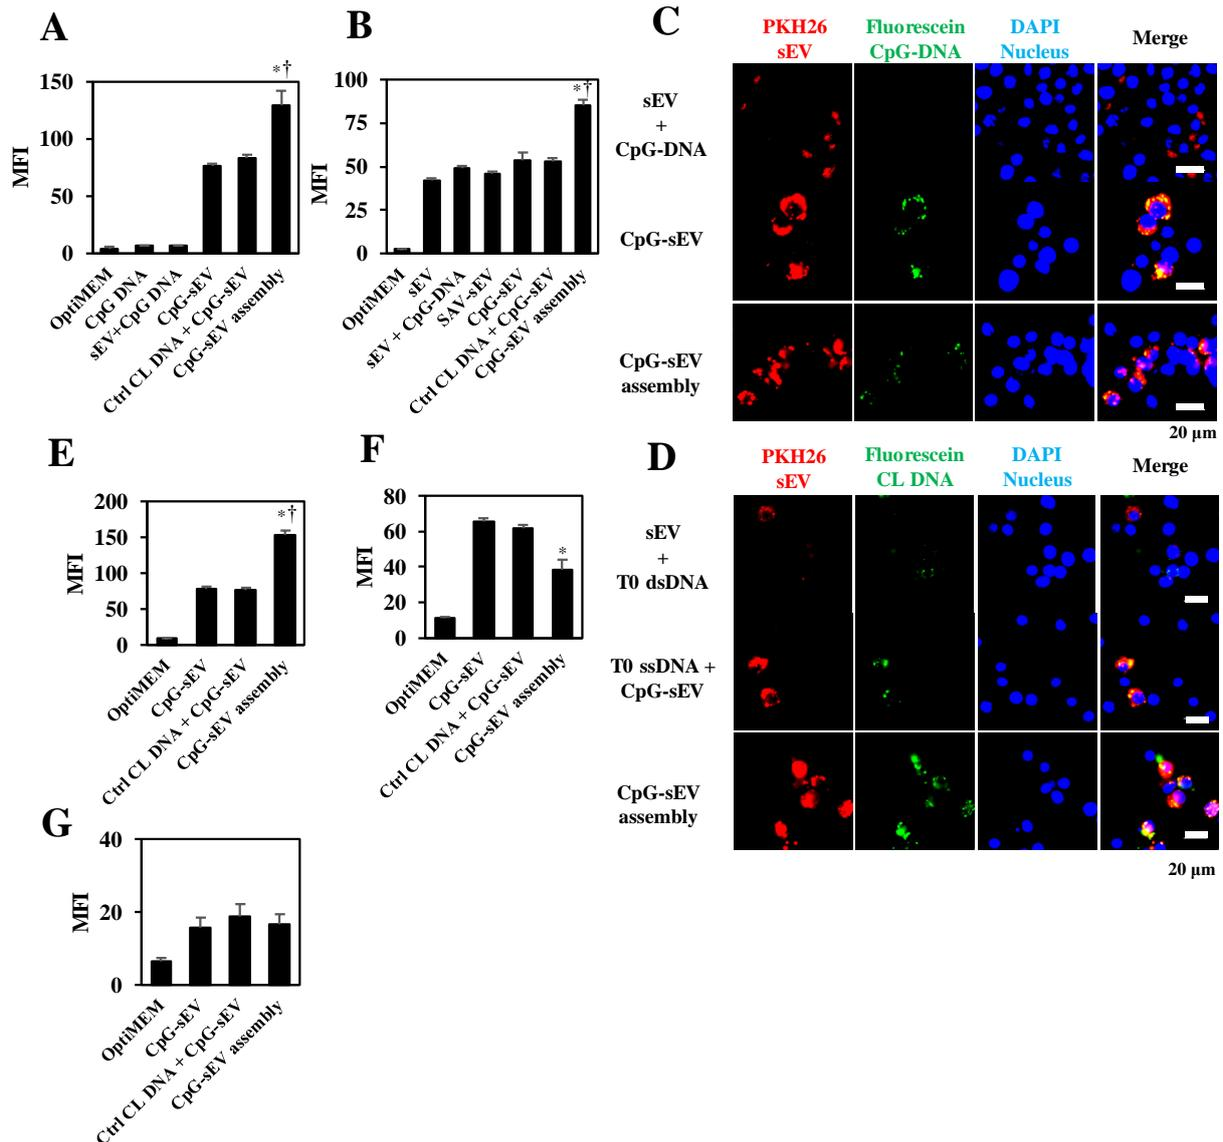 A
MFI
150
100
50
0
*†
OptiMEM
CpG DNA
sEV+CpG DNA
CpG-sEV
Ctrl CL DNA + CpG-sEV
CpG-sEV assembly
B
MFI
100
75
50
25
0
*†
OptiMEM
sEV
sEV + CpG-DNA
SAV-sEV
CpG-sEV
Ctrl CL DNA + CpG-sEV
CpG-sEV assembly
C
PKH26
sEV
Fluorescein
CpG-DNA
DAPI
Nucleus
Merge
sEV
+
CpG-DNA
CpG-sEV
CpG-sEV
assembly
20 μm
D
PKH26
sEV
Fluorescein
CL DNA
DAPI
Nucleus
Merge
sEV
+
T0 dsDNA
T0 ssDNA +
CpG-sEV
CpG-sEV
assembly
20 μm
E
MFI
200
150
100
50
0
*†
OptiMEM
CpG-sEV
Ctrl CL DNA + CpG-sEV
CpG-sEV assembly
F
MFI
80
60
40
20
0
*
OptiMEM
CpG-sEV
Ctrl CL DNA + CpG-sEV
CpG-sEV assembly
G
MFI
40
20
0
OptiMEM
CpG-sEV
Ctrl CL DNA + CpG-sEV
CpG-sEV assembly